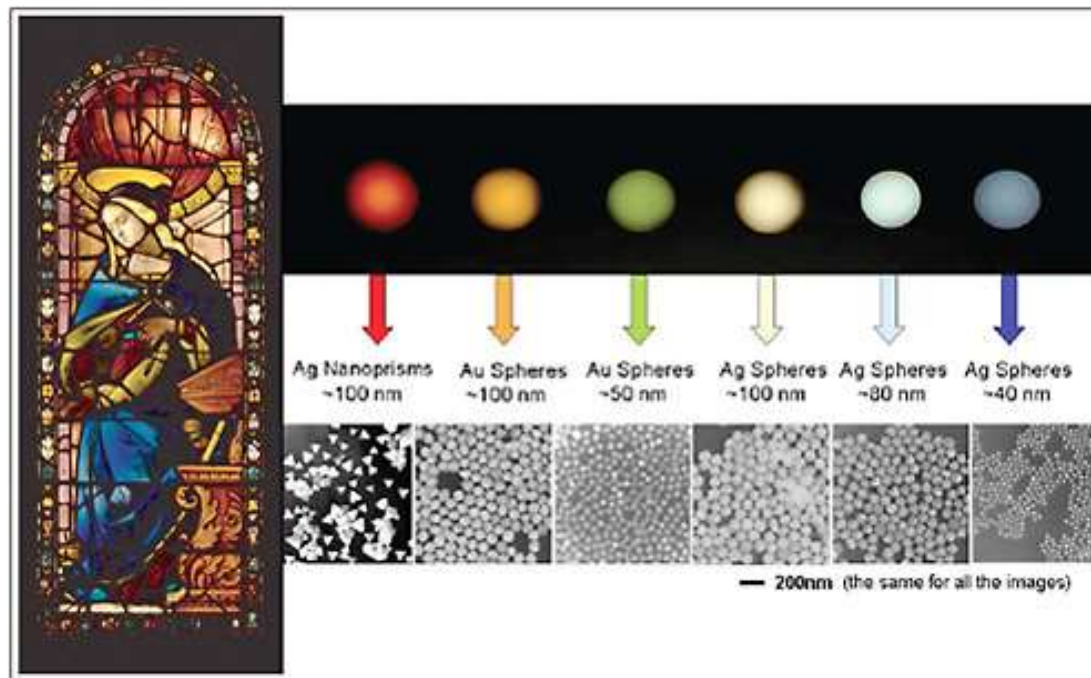 Ag Nanoprisms
~100 nm
Au Spheres
~100 nm
Au Spheres
~50 nm
Ag Spheres
~100 nm
Ag Spheres
~80 nm
Ag Spheres
~40 nm
200nm (the same for all the images)